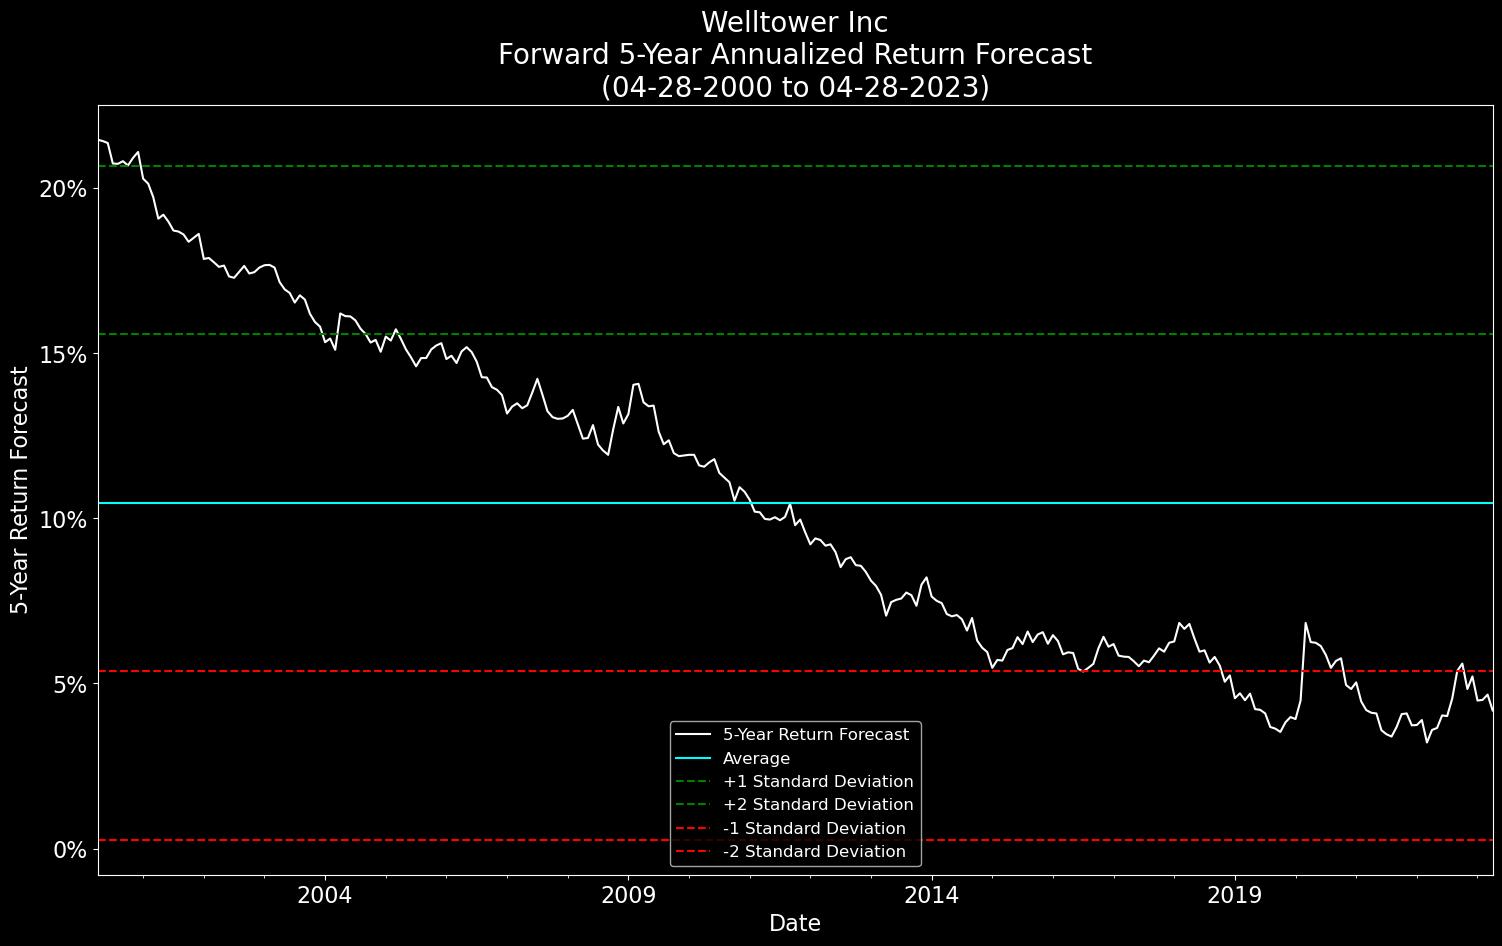 Welltower Inc
Forward 5-Year Annualized Return Forecast
(04-28-2000 to 04-28-2023)
5-Year Return Forecast
20%
15%
10%
5%
0%
5-Year Return Forecast
Average
+1 Standard Deviation
+2 Standard Deviation
-1 Standard Deviation
-2 Standard Deviation
2004
2009
2014
2019
Date